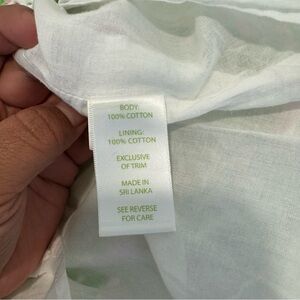 BODY:
100% COTTON
LINING:
100% COTTON
EXCLUSIVE
OF TRIM
MADE IN
SRI LANKA
SEE REVERSE
FOR CARE